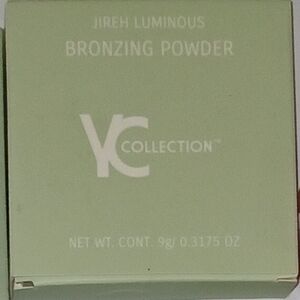 JIREH LUMINOUS
BRONZING POWDER
YC COLLECTION™
NET WT. CONT. 9g/ 0.3175 OZ